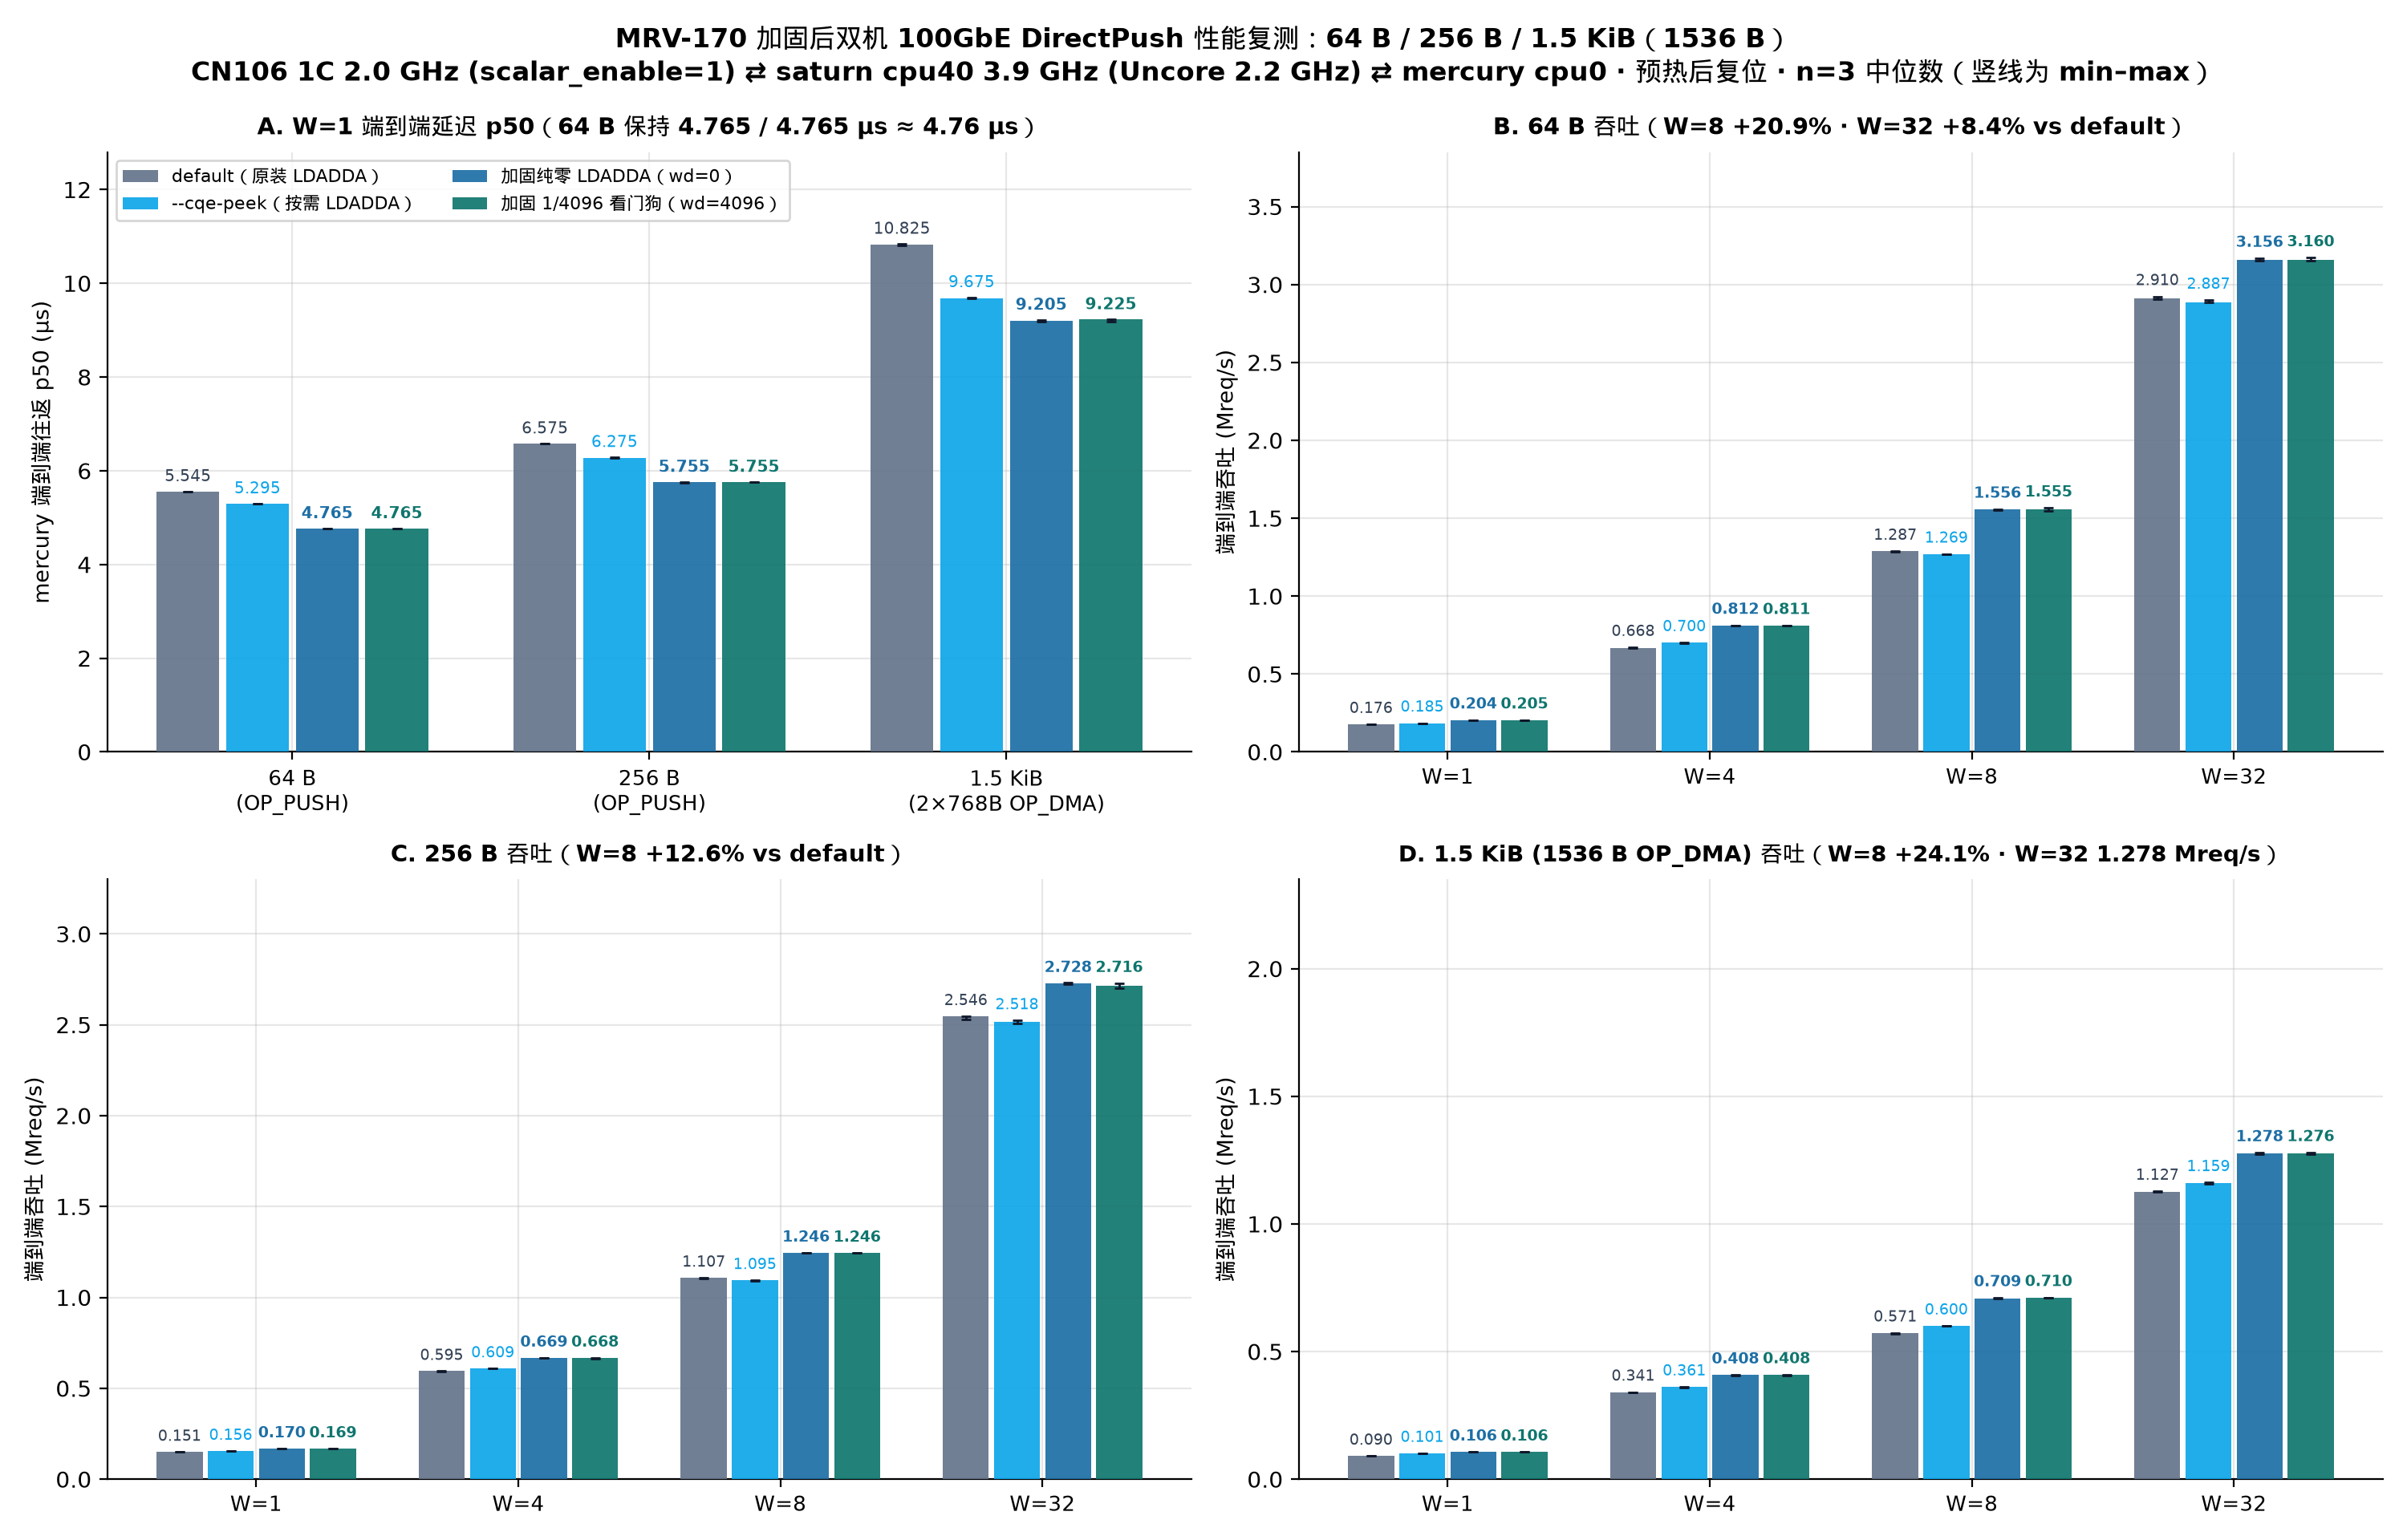 MRV-170 加固后双机 100GbE DirectPush 性能复测：64 B / 256 B / 1.5 KiB（1536 B）
CN106 1C 2.0 GHz (scalar_enable=1) ⇄ saturn cpu40 3.9 GHz (Uncore 2.2 GHz) ⇄ mercury cpu0 · 预热后复位 · n=3 中位数（竖线为 min–max）
A. W=1 端到端延迟 p50（64 B 保持 4.765 / 4.765 µs ≈ 4.76 µs）
default（原装 LDADDA）
--cqe-peek（按需 LDADDA）
加固纯零 LDADDA（wd=0）
加固 1/4096 看门狗（wd=4096）
mercury 端到端往返 p50 (µs)
12
10
8
6
4
2
0
5.545
5.295
4.765
4.765
6.575
6.275
5.755
5.755
10.825
9.675
9.205
9.225
64 B
(OP_PUSH)
256 B
(OP_PUSH)
1.5 KiB
(2×768B OP_DMA)
B. 64 B 吞吐（W=8 +20.9% · W=32 +8.4% vs default）
端到端吞吐 (Mreq/s)
3.5
3.0
2.5
2.0
1.5
1.0
0.5
0.0
0.176
0.185
0.204
0.205
0.668
0.700
0.812
0.811
1.287
1.269
1.556
1.555
2.910
2.887
3.156
3.160
W=1
W=4
W=8
W=32
C. 256 B 吞吐（W=8 +12.6% vs default）
端到端吞吐 (Mreq/s)
3.0
2.5
2.0
1.5
1.0
0.5
0.0
0.151
0.156
0.170
0.169
0.595
0.609
0.669
0.668
1.107
1.095
1.246
1.246
2.546
2.518
2.728
2.716
W=1
W=4
W=8
W=32
D. 1.5 KiB (1536 B OP_DMA) 吞吐（W=8 +24.1% · W=32 1.278 Mreq/s）
端到端吞吐 (Mreq/s)
2.0
1.5
1.0
0.5
0.0
0.090
0.101
0.106
0.106
0.341
0.361
0.408
0.408
0.571
0.600
0.709
0.710
1.127
1.159
1.278
1.276
W=1
W=4
W=8
W=32